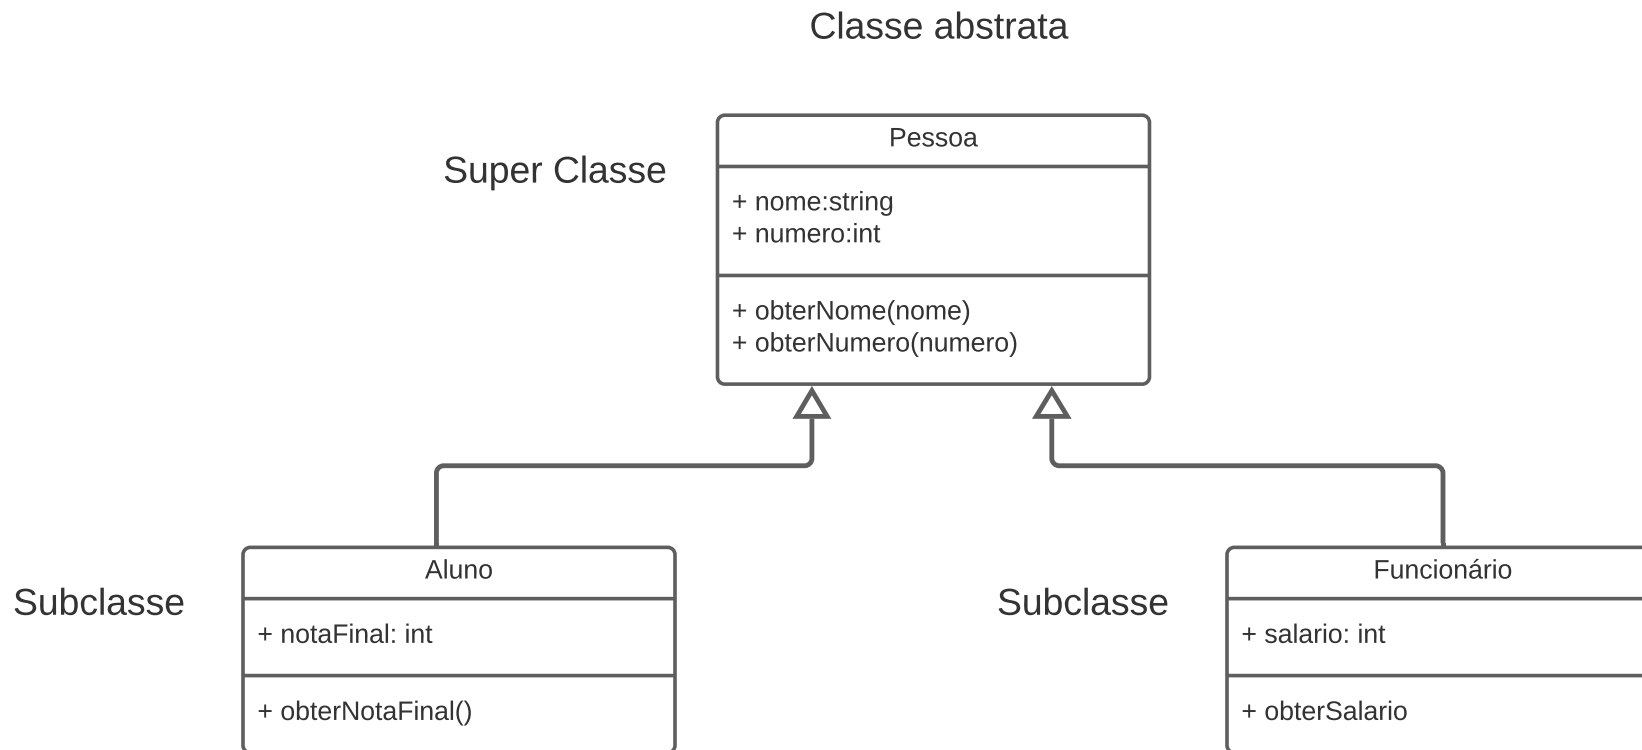 Classe abstrata
Super Classe
Pessoa
+ nome:string
+ numero:int
+ obterNome(nome)
+ obterNumero(numero)
Subclasse
Aluno
+ notaFinal: int
+ obterNotaFinal()
Subclasse
Funcionário
+ salario: int
+ obterSalario